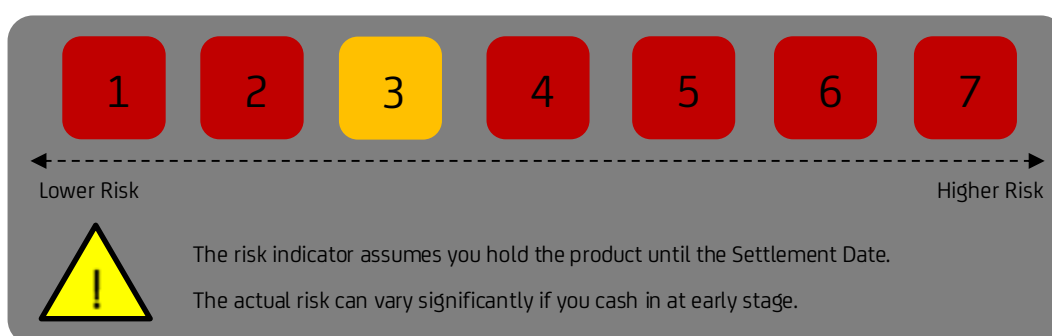 1 2 3 4 5 6 7
Lower Risk Higher Risk
!
The risk indicator assumes you hold the product until the Settlement Date.
The actual risk can vary significantly if you cash in at early stage.